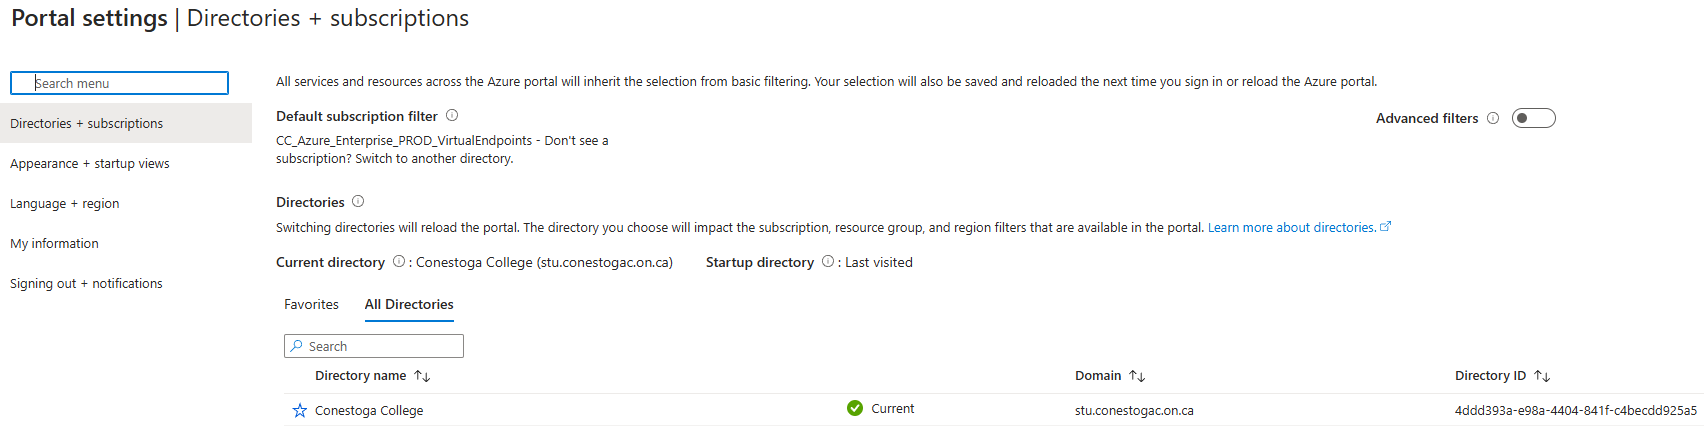 Portal settings | Directories + subscriptions
Search menu
Directories + subscriptions
Appearance + startup views
Language + region
My information
Signing out + notifications
All services and resources across the Azure portal will inherit the selection from basic filtering. Your selection will also be saved and reloaded the next time you sign in or reload the Azure portal.
Default subscription filter
Advanced filters
CC_Azure_Enterprise_PROD_VirtualEndpoints - Don't see a
subscription? Switch to another directory.
Directories
Switching directories will reload the portal. The directory you choose will impact the subscription, resource group, and region filters that are available in the portal. Learn more about directories.
Current directory : Conestoga College (stu.conestogac.on.ca) Startup directory : Last visited
Favorites All Directories
Search
Directory name Domain Directory ID
Conestoga College Current stu.conestogac.on.ca 4ddd393a-e98a-4404-841f-c4becdd925a5